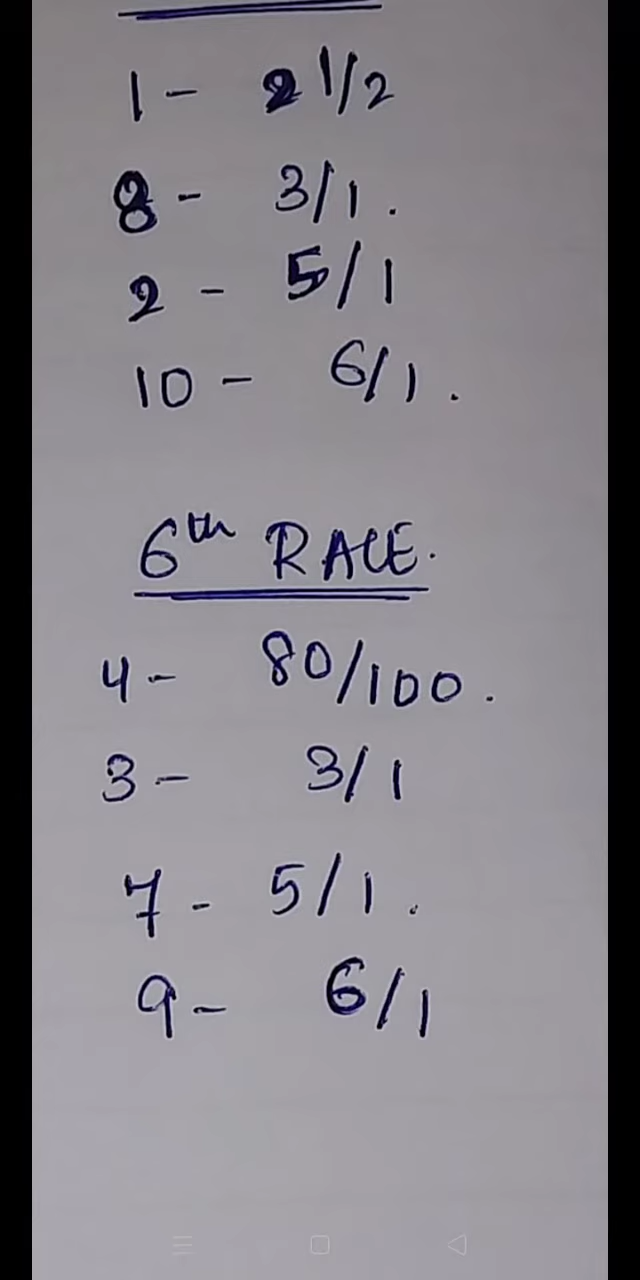 1 - 2 1/2
8 - 3/1.
2 - 5/1
10 - 6/1.
6th RACE.
4 - 80/100.
3 - 3/1
7 - 5/1.
9 - 6/1